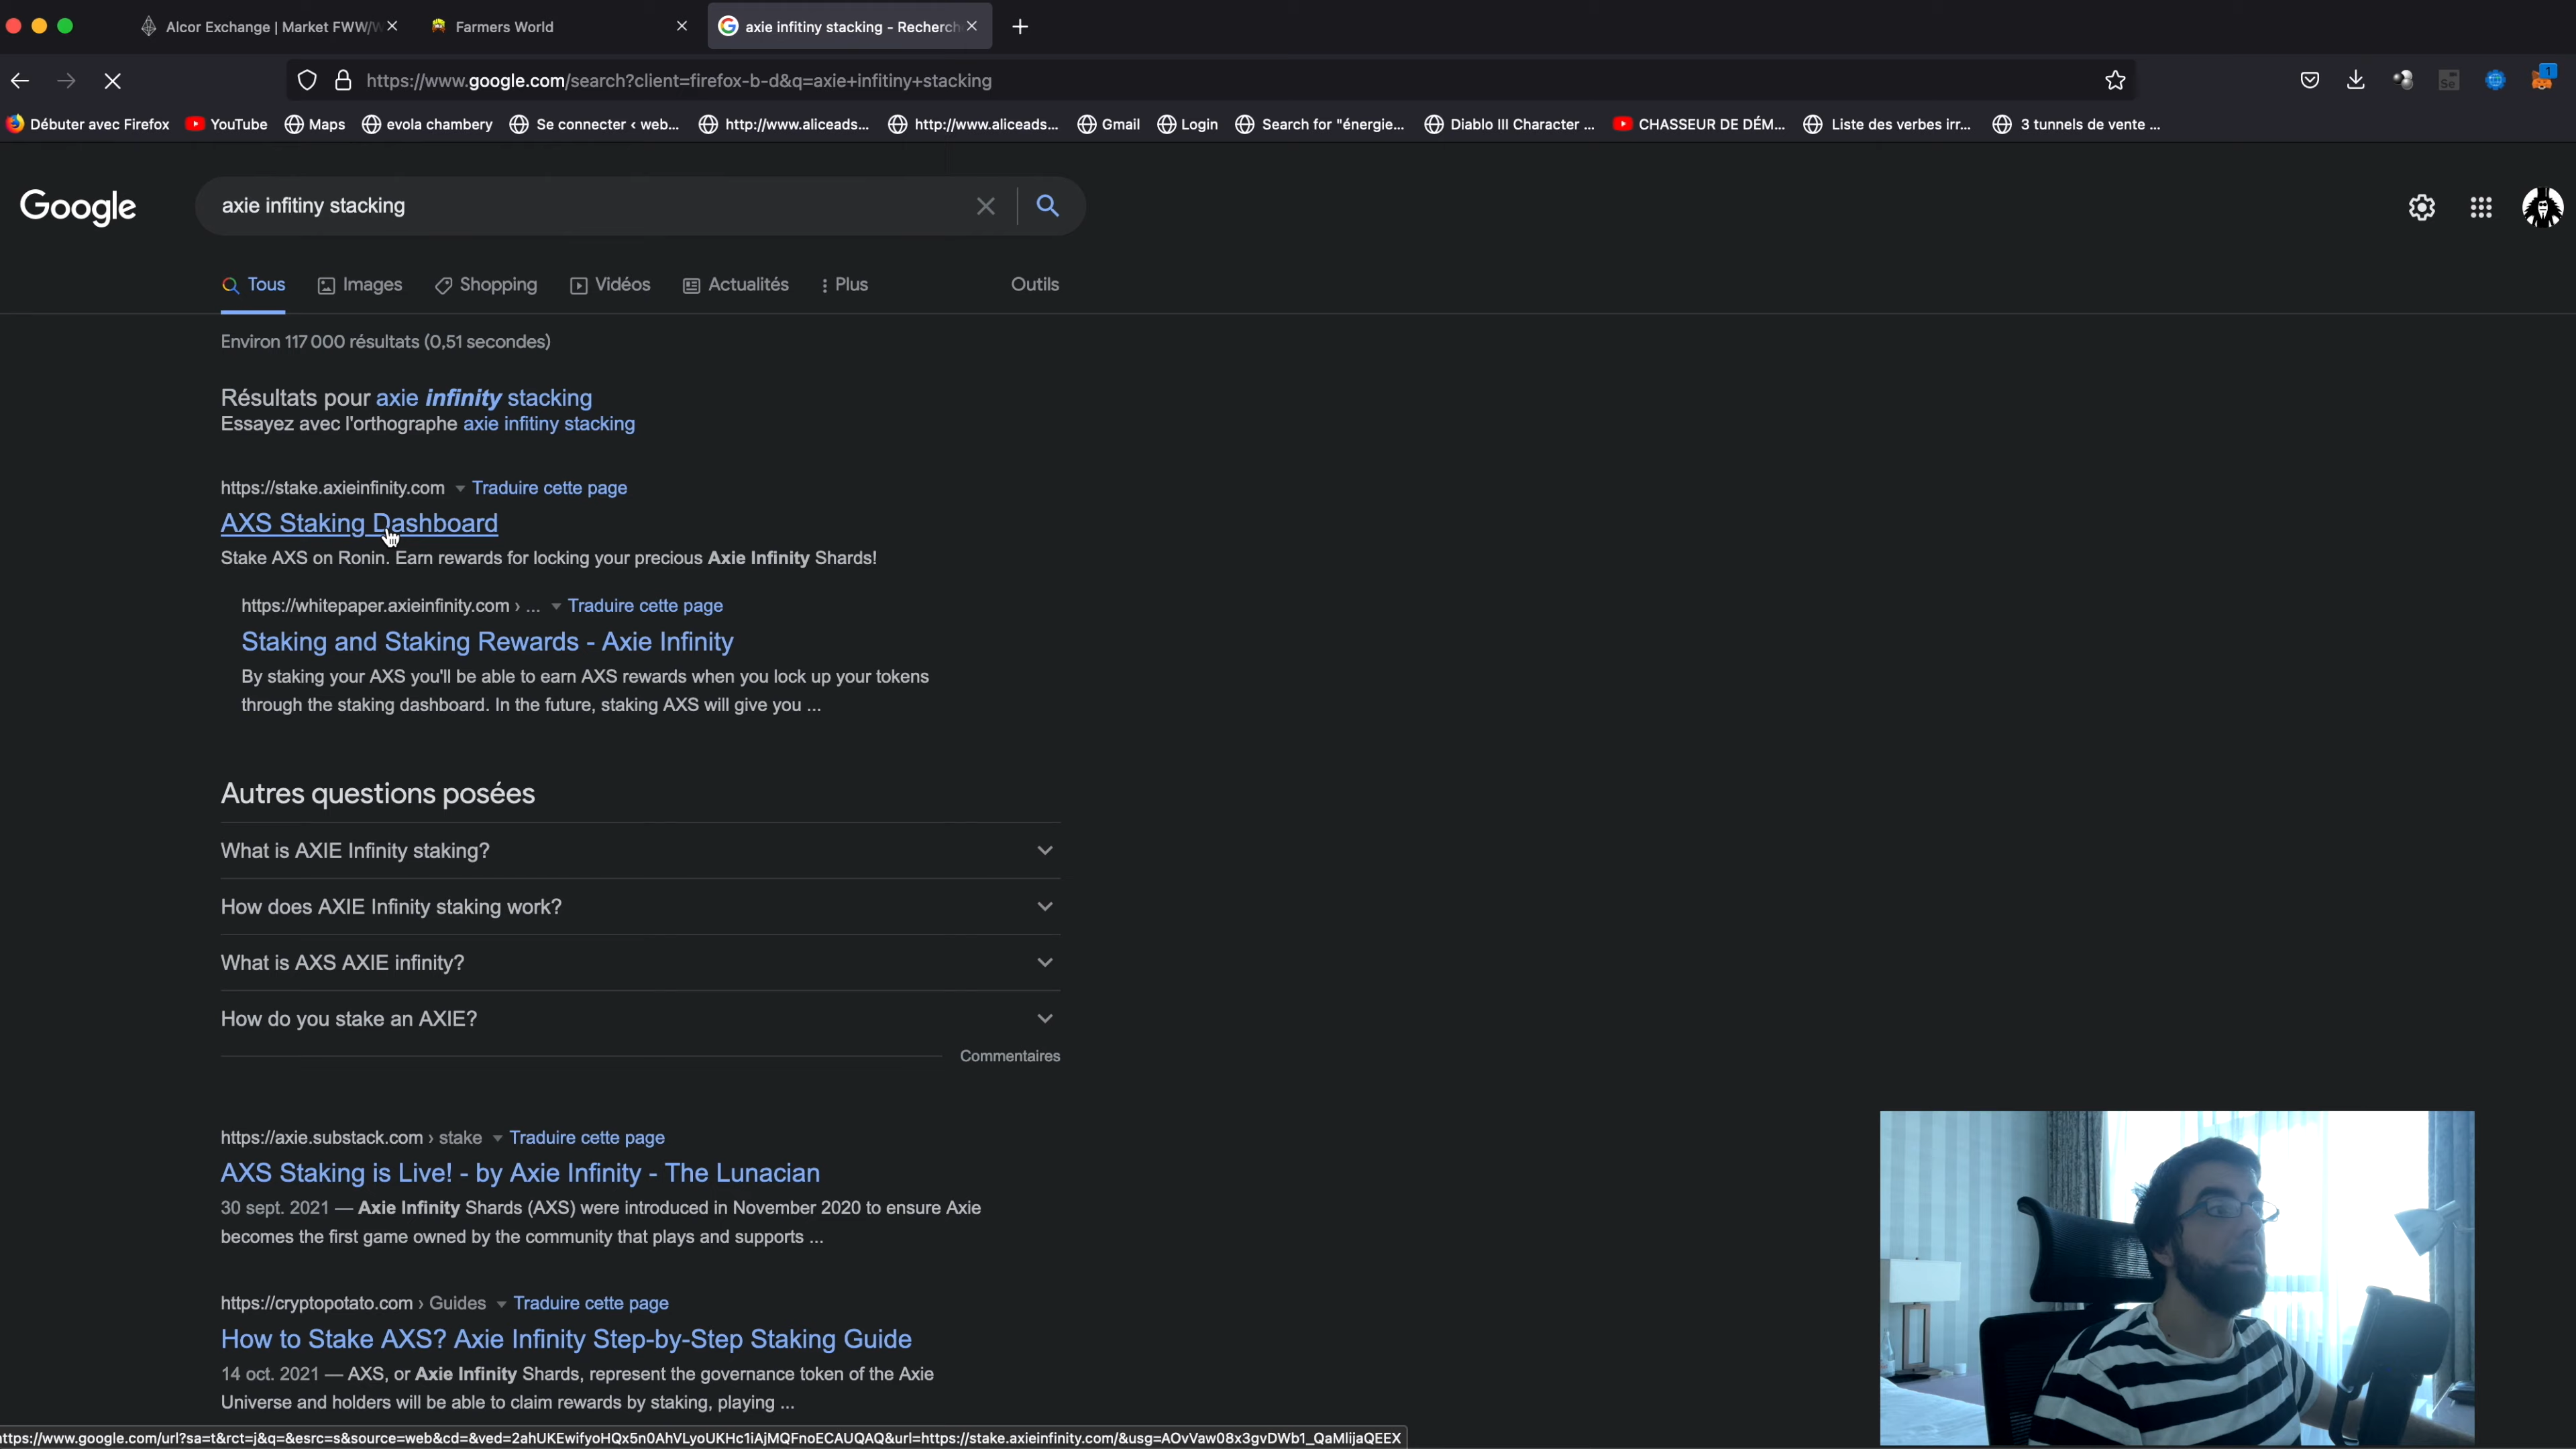 Alcor Exchange | Market FWW/
Farmers World
axie infitiny stacking - Recherch
https://www.google.com/search?client=firefox-b-d&q=axie+infitiny+stacking
1
Débuter avec Firefox
YouTube
Maps
evola chambery
Se connecter ‹ web...
http://www.aliceads...
http://www.aliceads...
Gmail
Login
Search for "énergie...
Diablo III Character ...
CHASSEUR DE DÉM...
Liste des verbes irr...
3 tunnels de vente ...
Google
axie infitiny stacking
Tous
Images
Shopping
Vidéos
Actualités
Plus
Outils
Environ 117 000 résultats (0,51 secondes)
Résultats pour axie infinity stacking
Essayez avec l'orthographe axie infitiny stacking
https://stake.axieinfinity.com Traduire cette page
AXS Staking Dashboard
Stake AXS on Ronin. Earn rewards for locking your precious Axie Infinity Shards!
https://whitepaper.axieinfinity.com › ... Traduire cette page
Staking and Staking Rewards - Axie Infinity
By staking your AXS you'll be able to earn AXS rewards when you lock up your tokens
through the staking dashboard. In the future, staking AXS will give you ...
Autres questions posées
What is AXIE Infinity staking?
How does AXIE Infinity staking work?
What is AXS AXIE infinity?
How do you stake an AXIE?
Commentaires
https://axie.substack.com › stake Traduire cette page
AXS Staking is Live! - by Axie Infinity - The Lunacian
30 sept. 2021 — Axie Infinity Shards (AXS) were introduced in November 2020 to ensure Axie
becomes the first game owned by the community that plays and supports ...
https://cryptopotato.com › Guides Traduire cette page
How to Stake AXS? Axie Infinity Step-by-Step Staking Guide
14 oct. 2021 — AXS, or Axie Infinity Shards, represent the governance token of the Axie
Universe and holders will be able to claim rewards by staking, playing ...
ttps://www.google.com/url?sa=t&rct=j&q=&esrc=s&source=web&cd=&ved=2ahUKEwifyoHQx5n0AhVLyoUKHc1iAjMQFnoECAUQAQ&url=https://stake.axieinfinity.com/&usg=AOvVaw08x3gvDWb1_QaMlijaQEEX